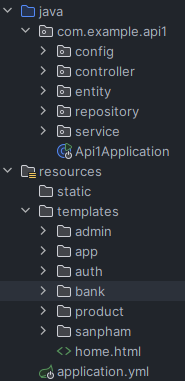 java
com.example.api1
config
controller
entity
repository
service
Api1Application
resources
static
templates
admin
app
auth
bank
product
sanpham
home.html
application.yml